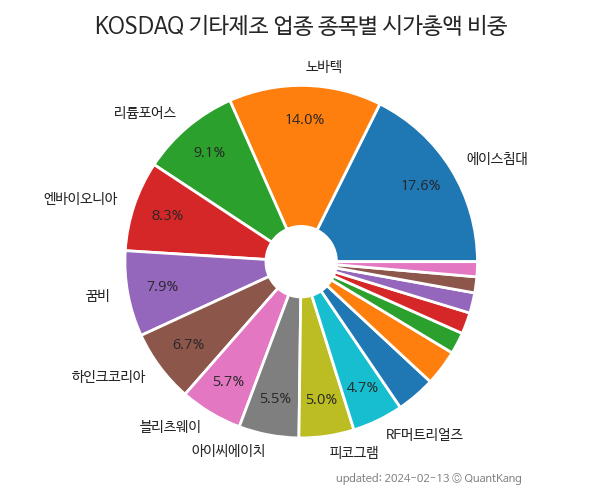 KOSDAQ 기타제조 업종 종목별 시가총액 비중
노바텍
14.0%
리튬포어스
9.1%
에이스침대
17.6%
엔바이오니아
8.3%
꿈비
7.9%
하인크코리아
6.7%
블리츠웨이
5.7%
아이씨에이치
5.5%
피코그램
5.0%
RF머트리얼즈
4.7%
updated: 2024-02-13 © QuantKang